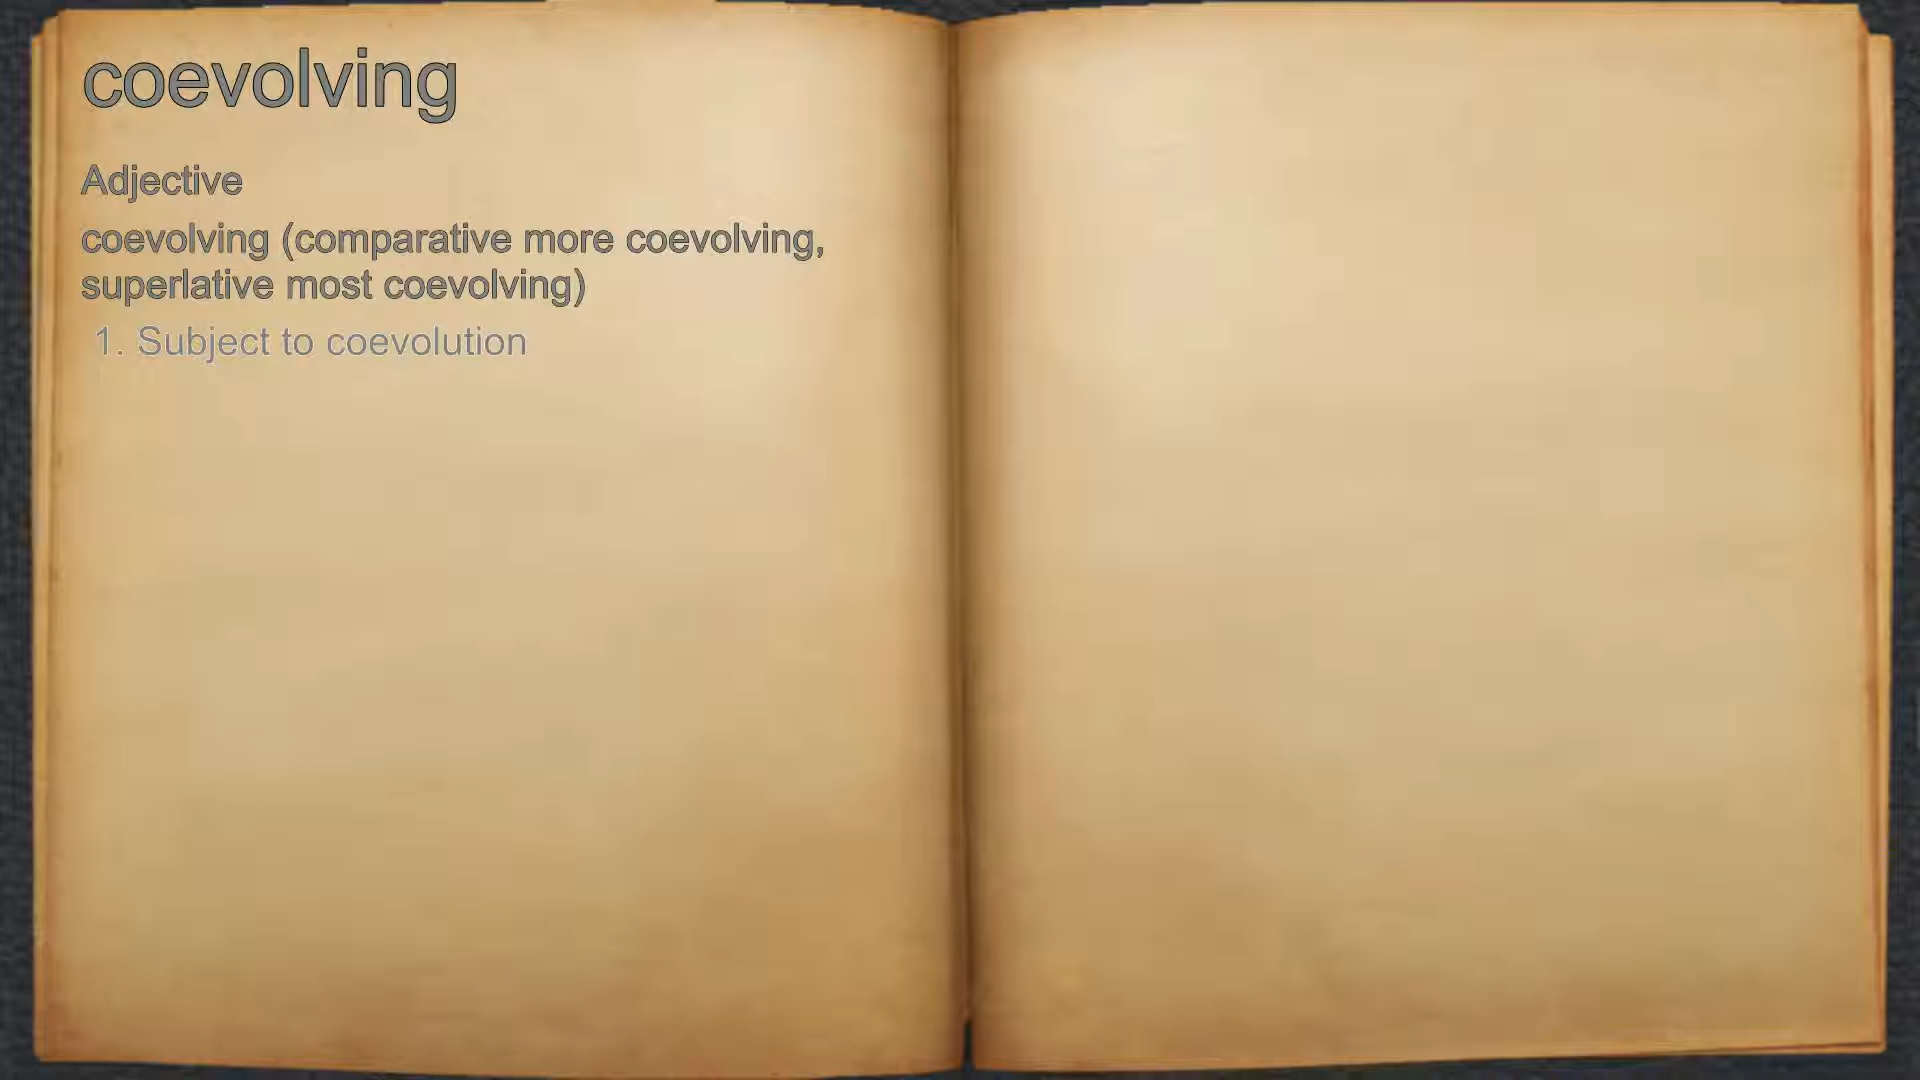 coevolving
Adjective
coevolving (comparative more coevolving,
superlative most coevolving)
1. Subject to coevolution